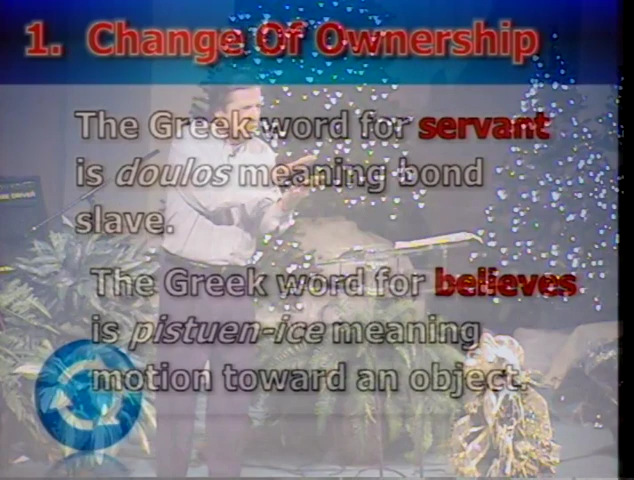 1. Change Of Ownership
The Greek word for servant
is doulos meaning bond
slave.
The Greek word for believes
is pistuen-ice meaning
motion toward an object.